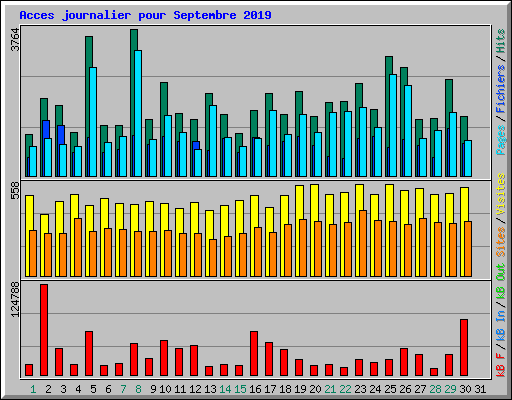 Acces journalier pour Septembre 2019
3764
558
124788
Pages / Fichiers / Hits
Sites / Visites
kB F / kB In / kB Out
1 2 3 4 5 6 7 8 9 10 11 12 13 14 15 16 17 18 19 20 21 22 23 24 25 26 27 28 29 30 31